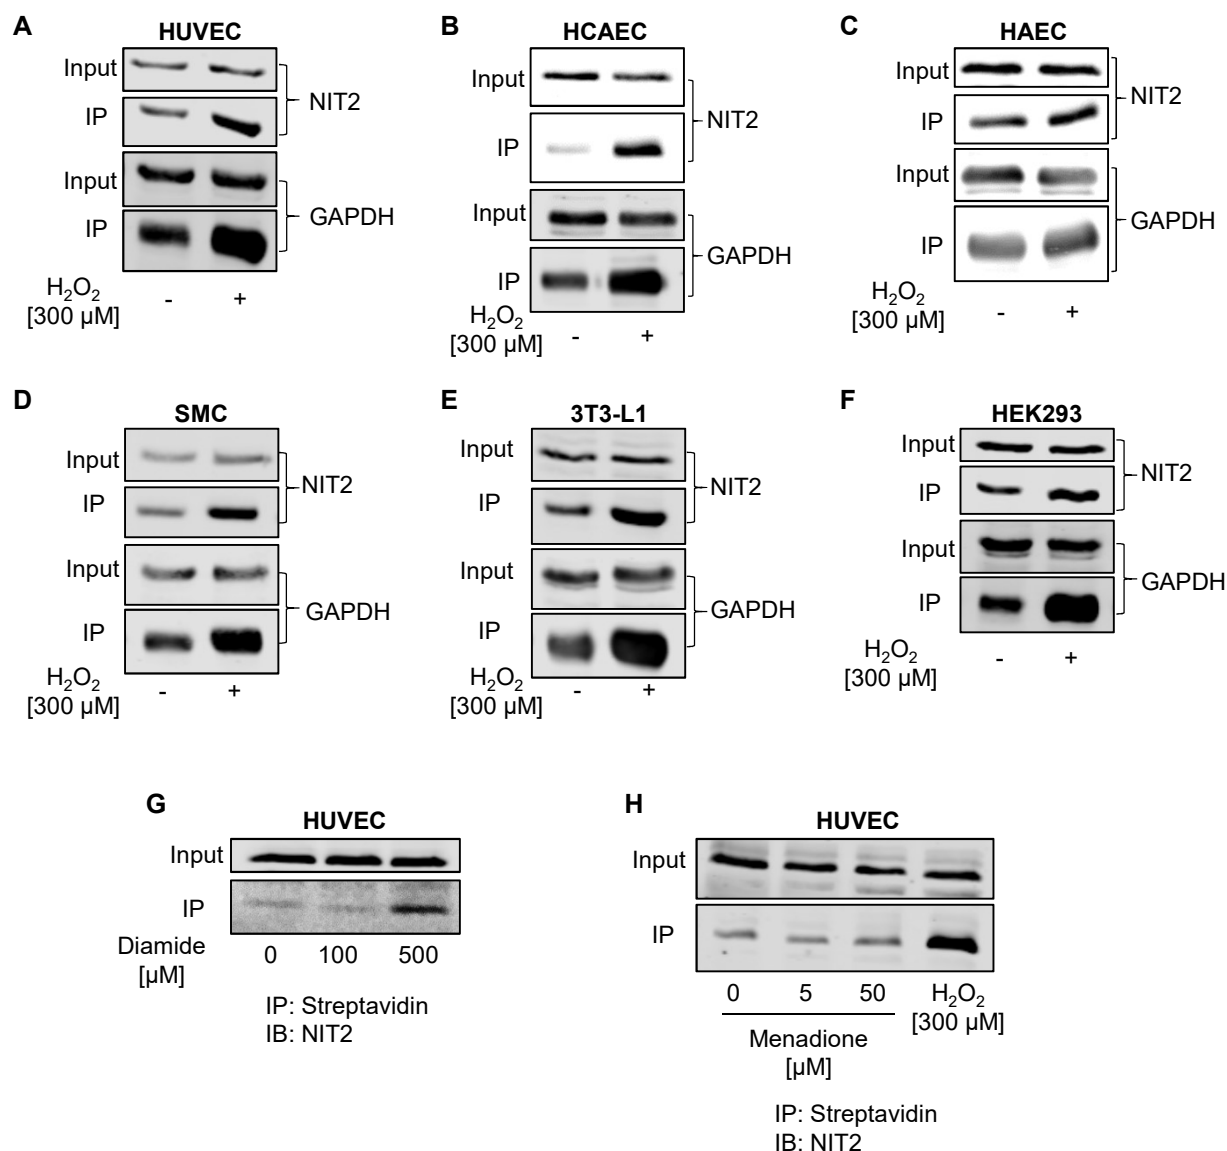 A
HUVEC
Input
IP
NIT2
Input
IP
GAPDH
H₂O₂
[300 µM]
-
+
B
HCAEC
Input
IP
NIT2
Input
IP
GAPDH
H₂O₂
[300 µM]
-
+
C
HAEC
Input
IP
NIT2
Input
IP
GAPDH
H₂O₂
[300 µM]
-
+
D
SMC
Input
IP
NIT2
Input
IP
GAPDH
H₂O₂
[300 µM]
-
+
E
3T3-L1
Input
IP
NIT2
Input
IP
GAPDH
H₂O₂
[300 µM]
-
+
F
HEK293
Input
IP
NIT2
Input
IP
GAPDH
H₂O₂
[300 µM]
-
+
G
HUVEC
Input
IP
Diamide
[µM]
0 100 500
IP: Streptavidin
IB: NIT2
H
HUVEC
Input
IP
0 5 50
H₂O₂
[300 µM]
Menadione
[µM]
IP: Streptavidin
IB: NIT2